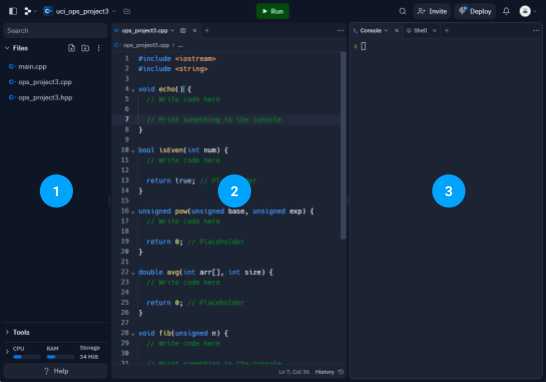 uci_ops_project3
Run
Invite
Deploy
Search
Files
main.cpp
ops_project3.cpp
ops_project3.hpp
1
Tools
CPU
RAM
Storage
34 MiB
? Help
ops_project3.cpp
ops_project3.cpp > ...
1 #include <iostream>
2 #include <string>
3
4 void echo() {
5 // Write code here
6
7 // Print something to the console
8 }
9
10 bool isEven(int num) {
11 // Write code here
12
13 return true; //
14 }
15
16 unsigned pow(unsigned base, unsigned exp) {
17 // Write code here
18
19 return 0; // Placeholder
20 }
21
22 double avg(int arr[], int size) {
23 // Write code here
24
25 return 0; // Placeholder
26 }
27
28 void fib(unsigned n) {
29 // Write code here
30
31 // Print something to the console
2
Ln 7, Col 36
History
Console
Shell
3